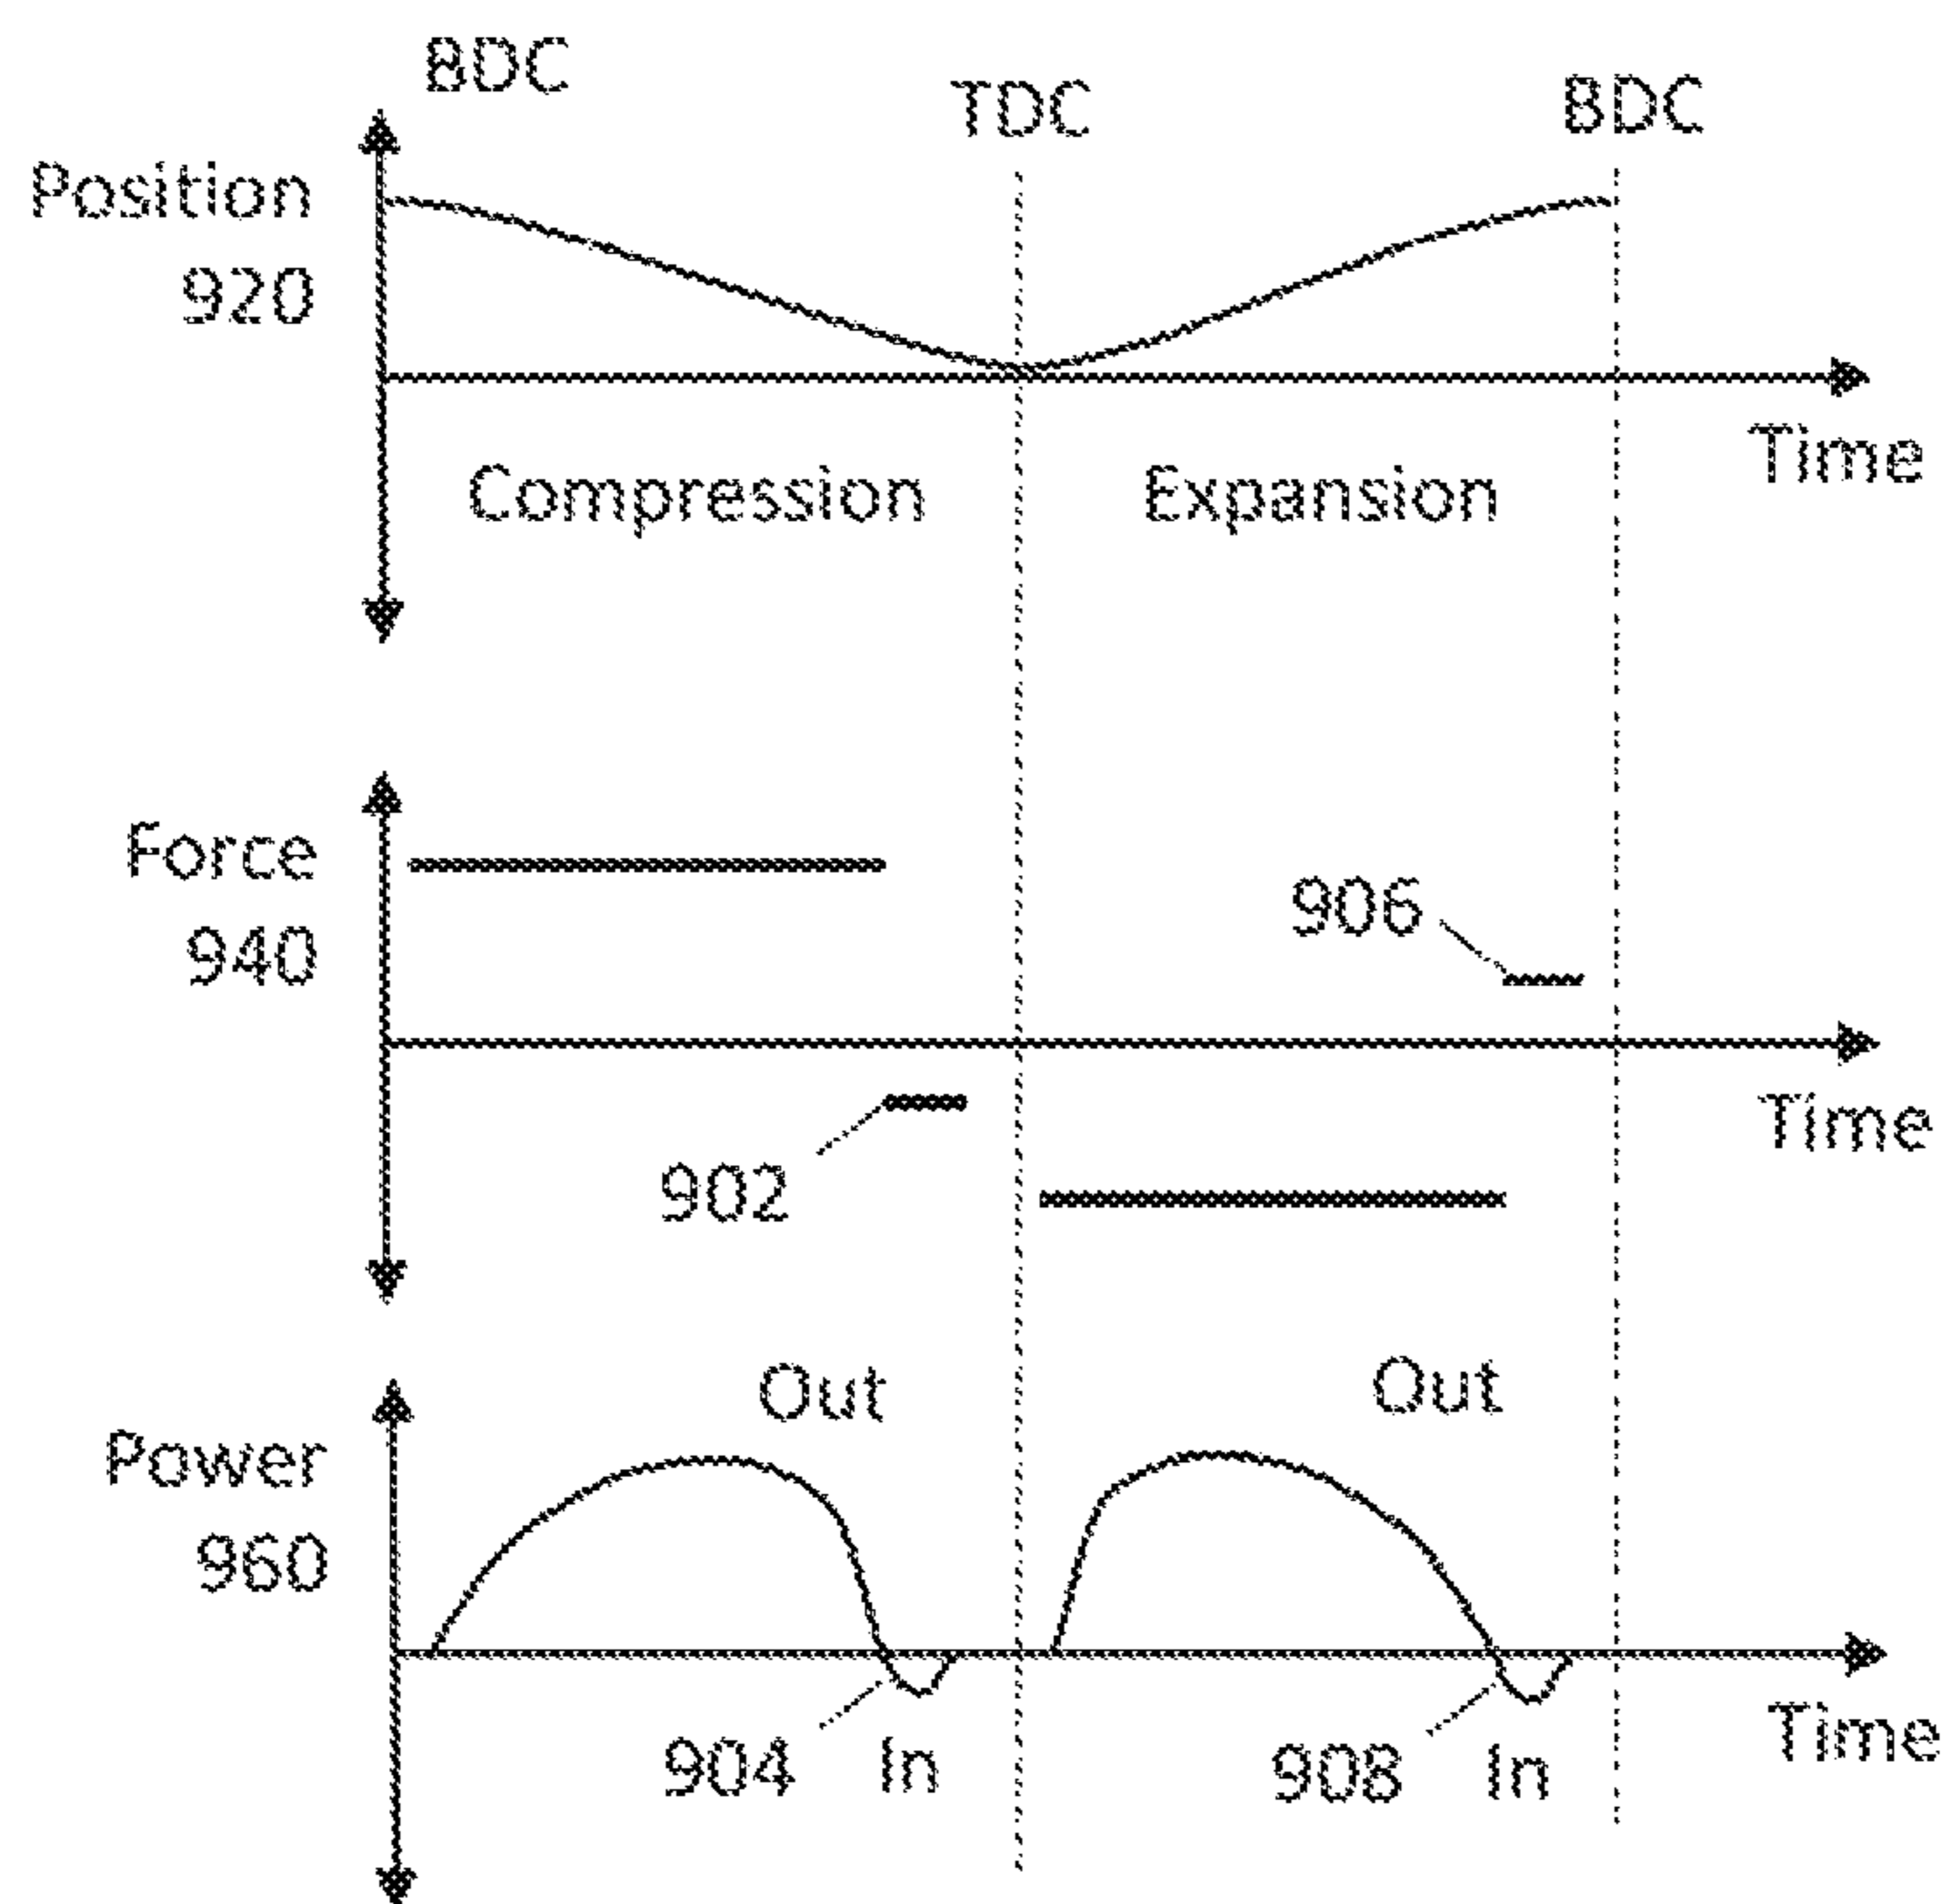 BDC
TDC
BDC
Position
920
Time
Compression
Expansion
Force
940
906
Time
902
Out
Out
Power
960
Time
904
In
908
In